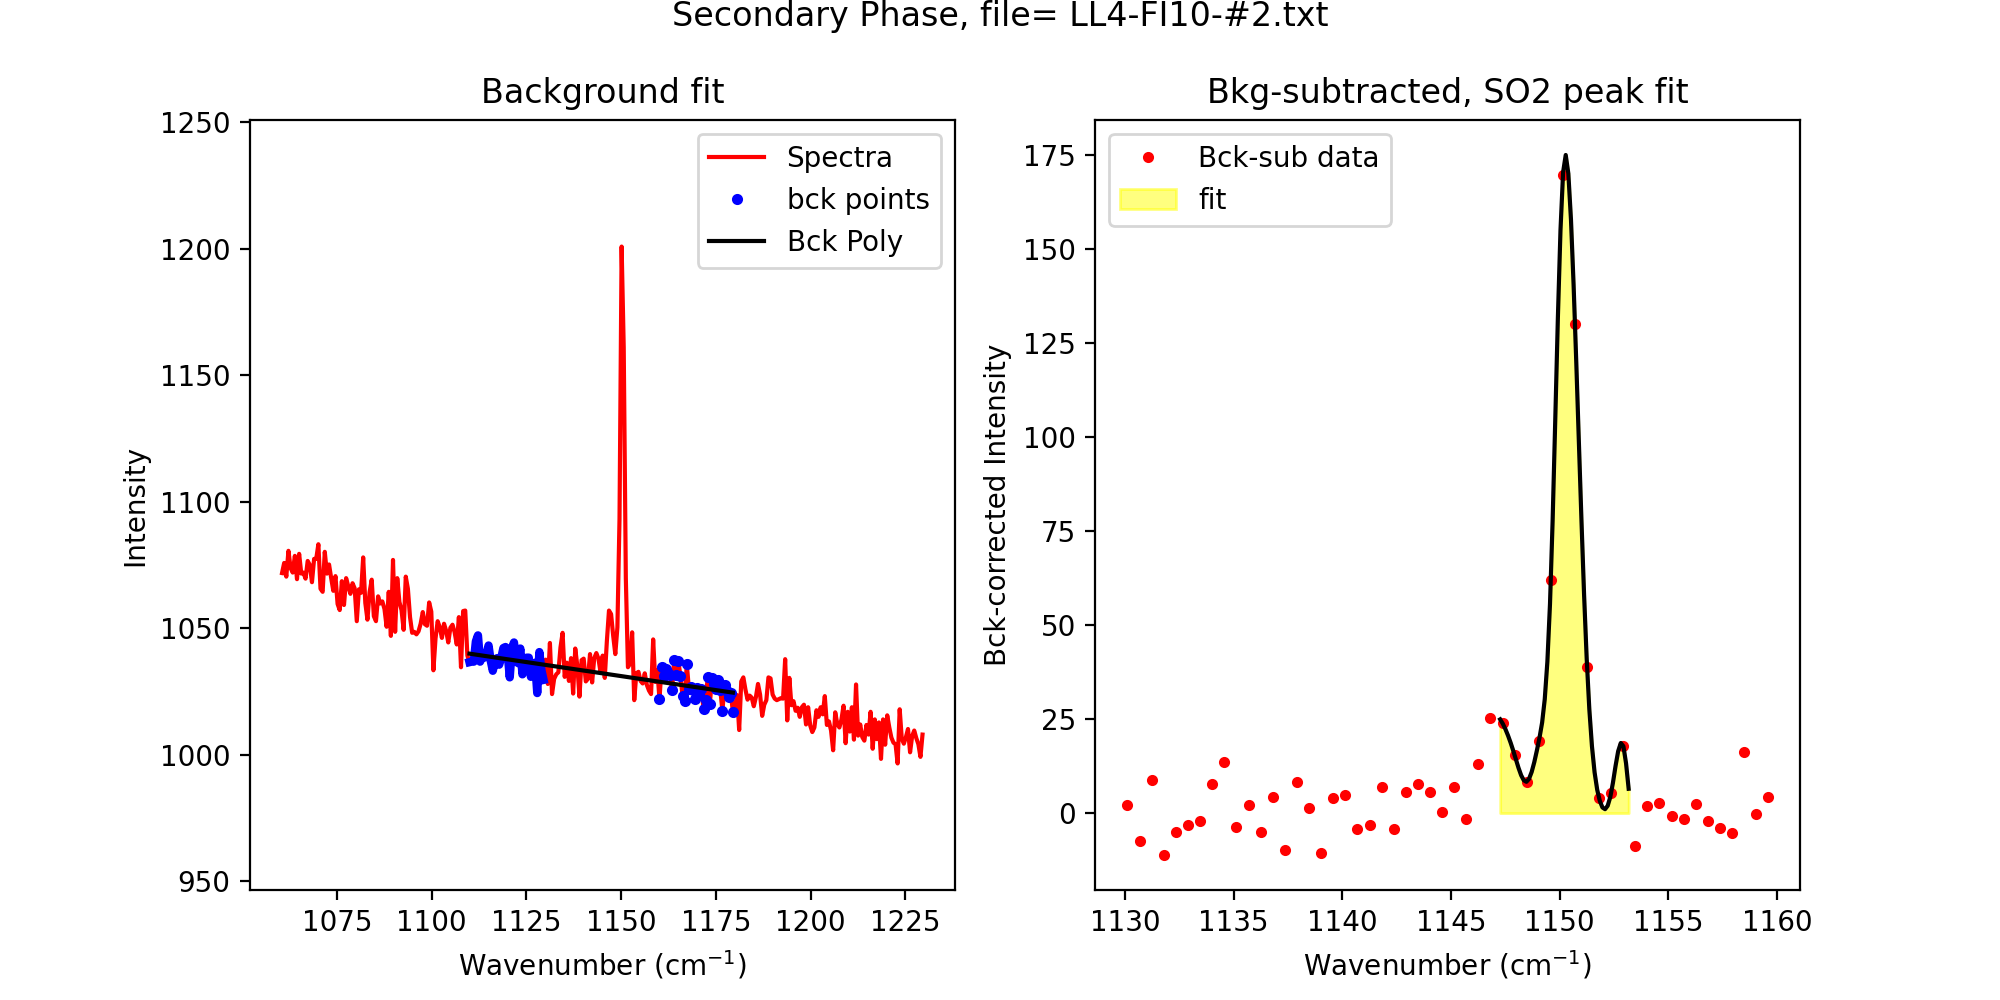 Secondary Phase, file= LL4-FI10-#2.txt
Background fit
1250
1200
1150
1100
1050
1000
950
Intensity
Spectra
bck points
Bck Poly
1075 1100 1125 1150 1175 1200 1225
Wavenumber (cm⁻¹)
Bkg-subtracted, SO2 peak fit
175
150
125
100
75
50
25
0
Bck-corrected Intensity
Bck-sub data
fit
1130 1135 1140 1145 1150 1155 1160
Wavenumber (cm⁻¹)